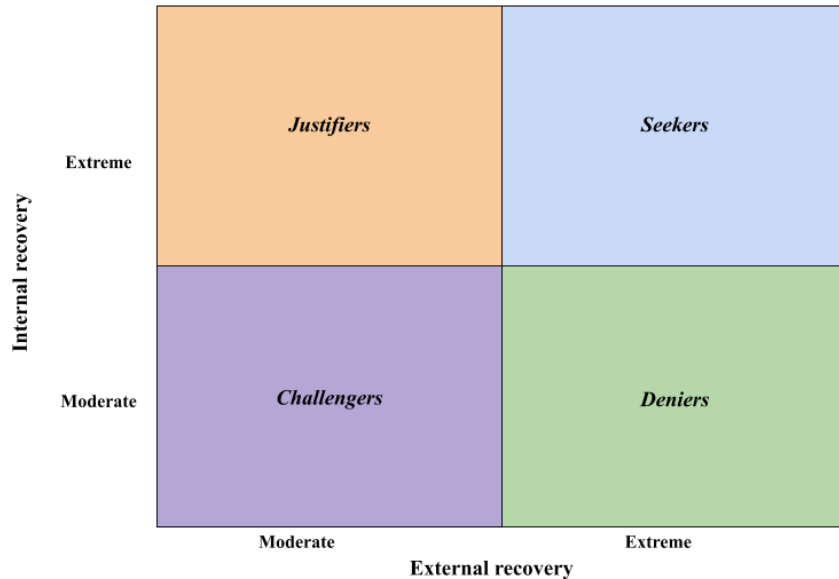 Justifiers
Seekers
Extreme
Internal recovery
Moderate
Challengers
Deniers
Moderate
Extreme
External recovery